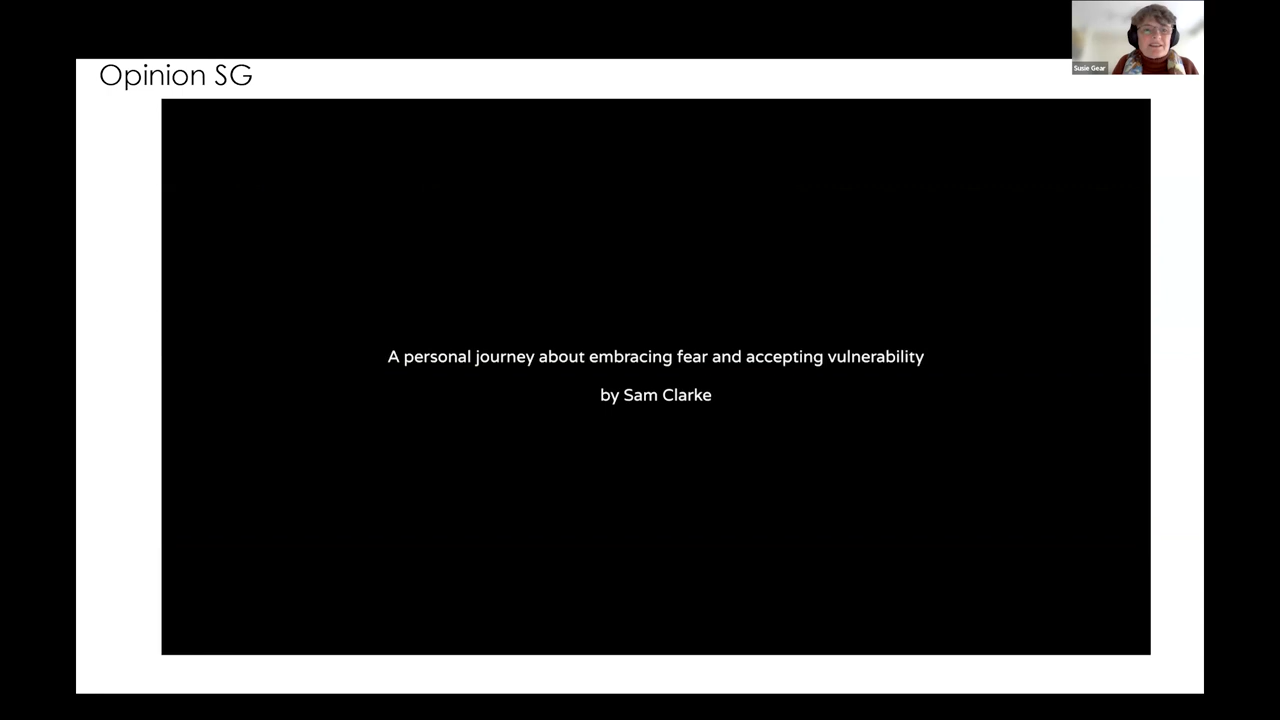 Opinion SG
Susie Gear
A personal journey about embracing fear and accepting vulnerability
by Sam Clarke